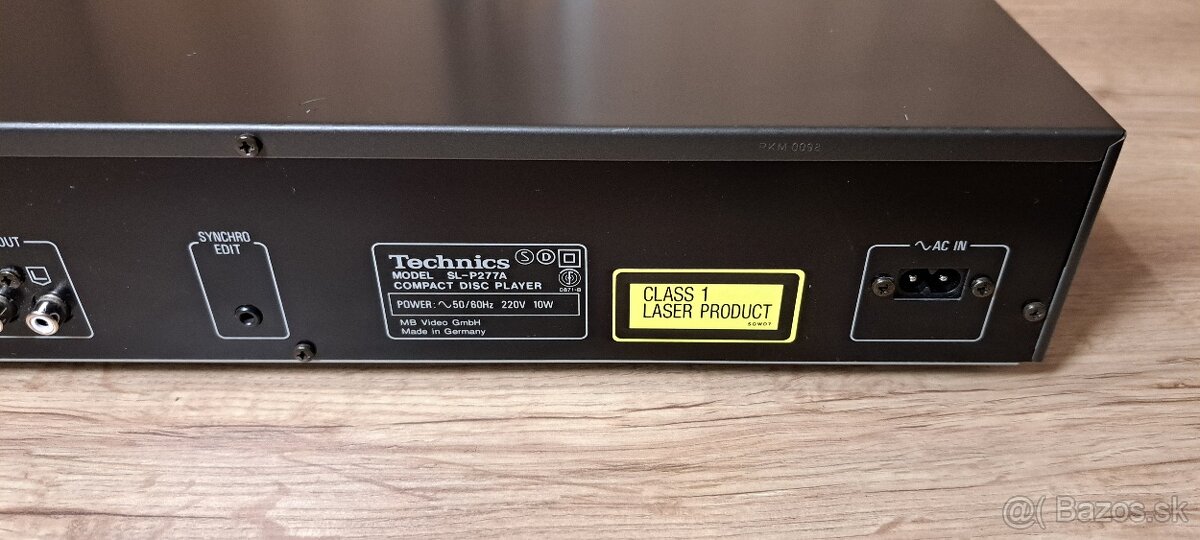 RKM 0098
OUT
L
SYNCHRO
EDIT
Technics
S D
MODEL SL-P277A
COMPACT DISC PLAYER
POWER: ∼50/60Hz 220V 10W
MB Video GmbH
Made in Germany
CLASS 1
LASER PRODUCT
∼AC IN
@( Bazos.sk